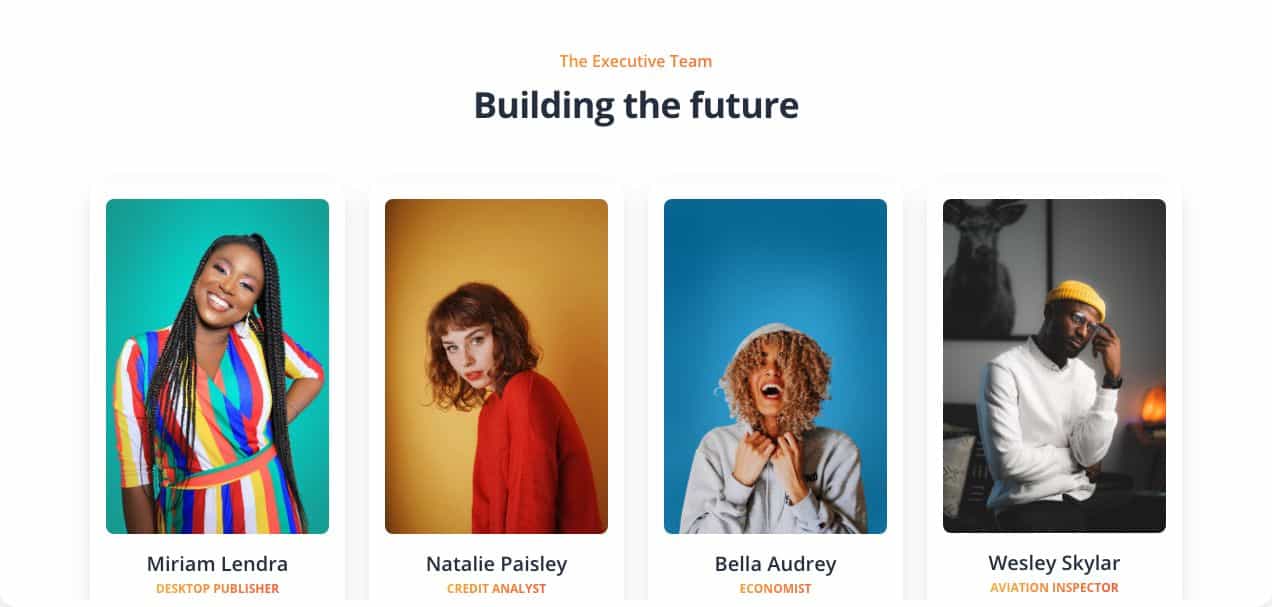 The Executive Team
Building the future
Miriam Lendra
DESKTOP PUBLISHER
Natalie Paisley
CREDIT ANALYST
Bella Audrey
ECONOMIST
Wesley Skylar
AVIATION INSPECTOR